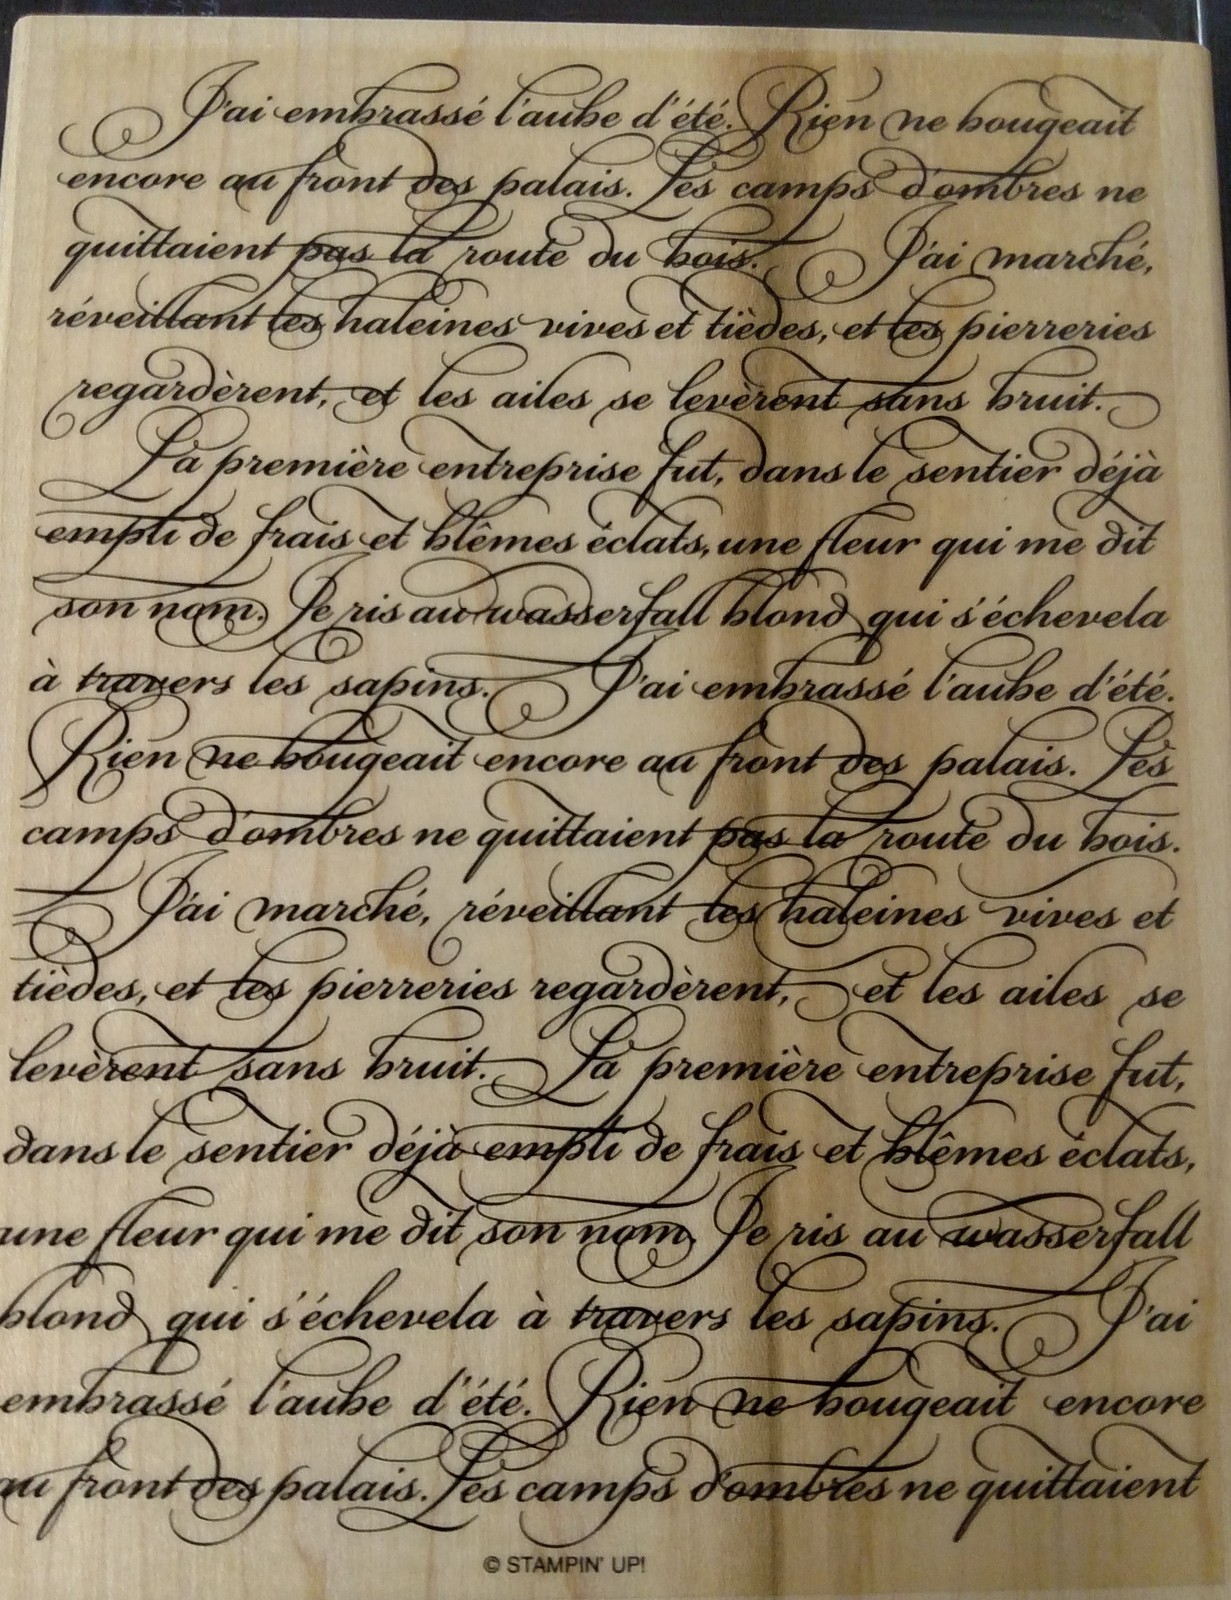 J'ai embrassé l'aube d'été. Rien ne bougeait
encore au front des palais. Les camps d'ombres ne
quittaient pas la route du bois. J'ai marché,
réveillant les haleines vives et tièdes, et les pierreries
regardèrent, et les ailes se levèrent sans bruit.
La première entreprise fut, dans le sentier déjà
empli de frais et blêmes éclats, une fleur qui me dit
son nom. Je ris au wasserfall blond qui s'échevela
à travers les sapins. J'ai embrassé l'aube d'été.
Rien ne bougeait encore au front des palais. Les
camps d'ombres ne quittaient pas la route du bois.
J'ai marché, réveillant les haleines vives et
tièdes, et les pierreries regardèrent, et les ailes se
levèrent sans bruit. La première entreprise fut,
dans le sentier déjà empli de frais et blêmes éclats,
une fleur qui me dit son nom. Je ris au wasserfall
blond qui s'échevela à travers les sapins. J'ai
embrassé l'aube d'été. Rien ne bougeait encore
au front des palais. Les camps d'ombres ne quittaient
© STAMPIN' UP!